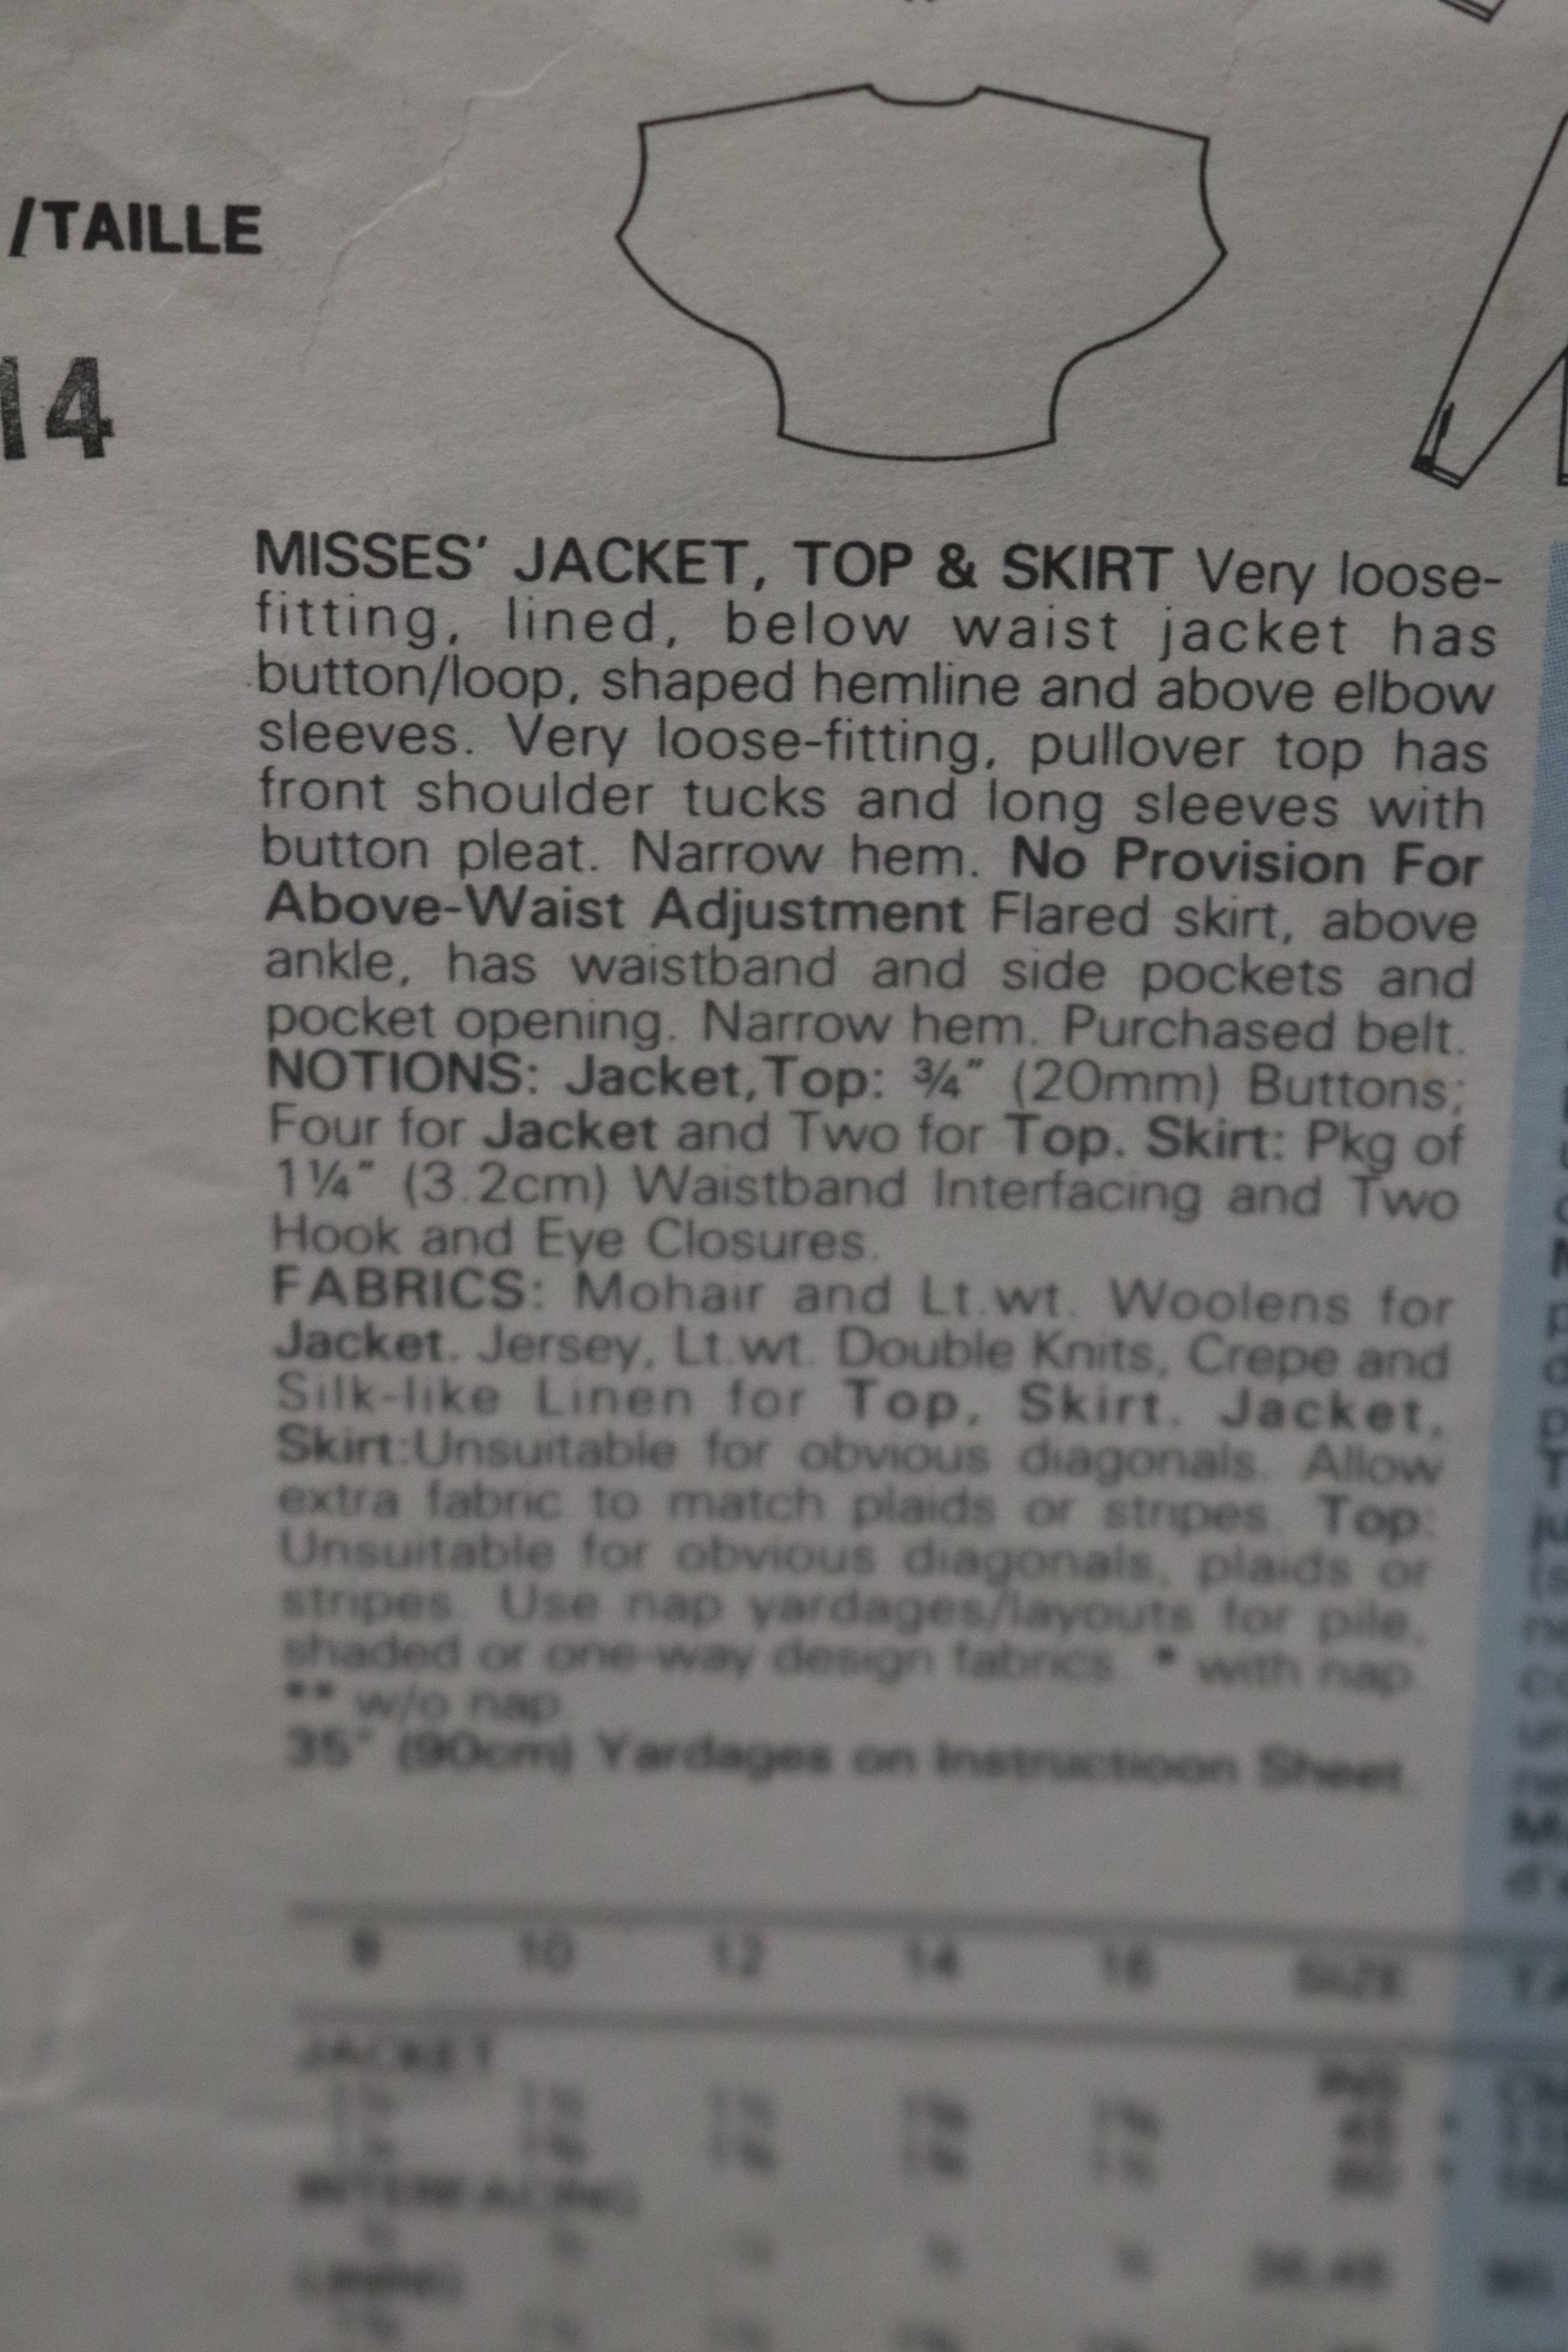 /TAILLE
14
MISSES' JACKET, TOP & SKIRT Very loose-
fitting, lined, below waist jacket has
button/loop, shaped hemline and above elbow
sleeves. Very loose-fitting, pullover top has
front shoulder tucks and long sleeves with
button pleat. Narrow hem. No Provision For
Above-Waist Adjustment Flared skirt, above
ankle, has waistband and side pockets and
pocket opening. Narrow hem. Purchased belt.
NOTIONS: Jacket,Top: ¾" (20mm) Buttons;
Four for Jacket and Two for Top. Skirt: Pkg of
1¼" (3.2cm) Waistband Interfacing and Two
Hook and Eye Closures.
FABRICS: Mohair and Lt.wt. Woolens for
Jacket. Jersey, Lt.wt. Double Knits, Crepe and
Silk-like Linen for Top, Skirt. Jacket,
Skirt:Unsuitable for obvious diagonals. Allow
extra fabric to match plaids or stripes. Top:
Unsuitable for obvious diagonals, plaids or
stripes. Use nap yardages/layouts for pile,
shaded or one-way design fabrics. * with nap.
** w/o nap.
35" (90cm) Yardages on Instructioon Sheet.
8 10 12 14 16 SIZE
JACKET
INTERFACING
LINING